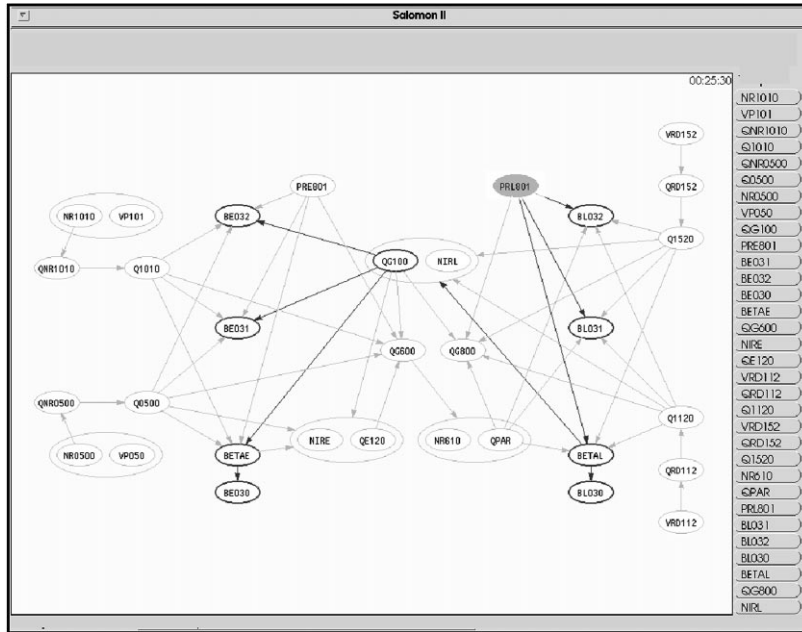 Salomon II
00:25:30
VRD152
PRE801
PRL801
QRD152
NR1010 VP101
BE032
BL032
Q1520
QNR1010
Q1010
QG100
NIRL
BE031
BL031
QG600
QG800
QNR0500
Q0500
Q1120
NR0500 VP050
BETAE
NIRE
QE120
NR610
QPAR
BETAL
QRD112
BE030
BL030
VRD112
NR1010
VP101
QNR1010
Q1010
QNR0500
Q0500
NR0500
VP050
QG100
PRE801
BE031
BE032
BE030
BETAE
QG600
NIRE
QE120
VRD112
QRD112
Q1120
VRD152
QRD152
Q1520
NR610
QPAR
PRL801
BL031
BL032
BL030
BETAL
QG800
NIRL